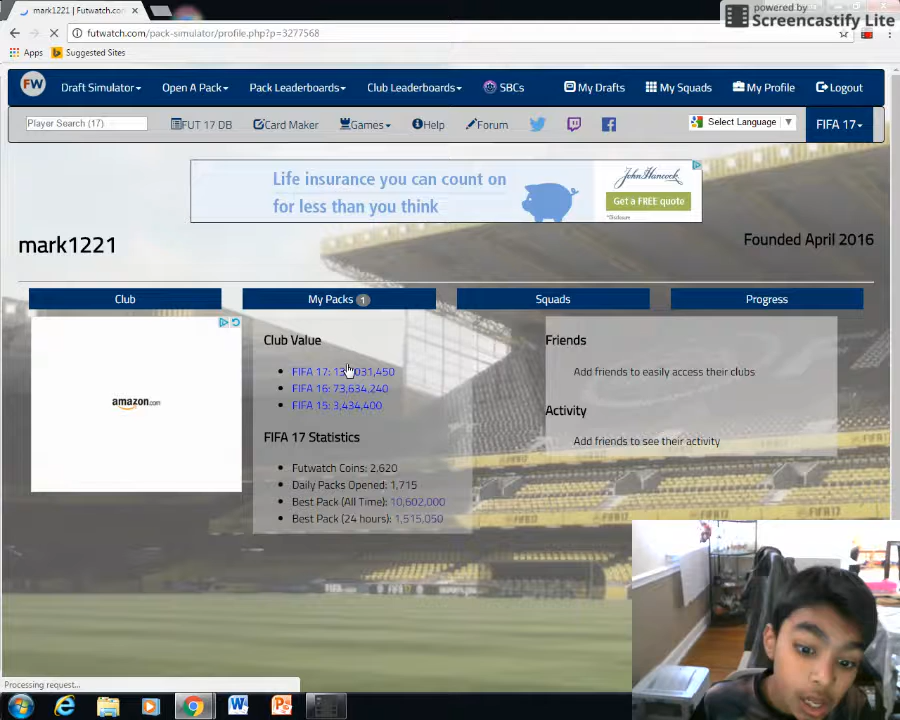 mark1221 | Futwatch.com
powered by
Screencastify Lite
futwatch.com/pack-simulator/profile.php?p=3277568
Apps Suggested Sites
FW Draft Simulator Open A Pack Pack Leaderboards Club Leaderboards SBCs My Drafts My Squads My Profile Logout
Player Search (17) FUT 17 DB Card Maker Games Help Forum Select Language FIFA 17
Life insurance you can count on
for less than you think
John Hancock
Get a FREE quote
mark1221
Founded April 2016
Club My Packs 1 Squads Progress
Club Value
FIFA 17: 031,450
FIFA 16: 73,634,240
FIFA 15: 3,434,400
FIFA 17 Statistics
Futwatch Coins: 2,620
Daily Packs Opened: 1,715
Best Pack (All Time): 10,602,000
Best Pack (24 hours): 1,515,050
amazon.com
Friends
Add friends to easily access their clubs
Activity
Add friends to see their activity
Processing request...